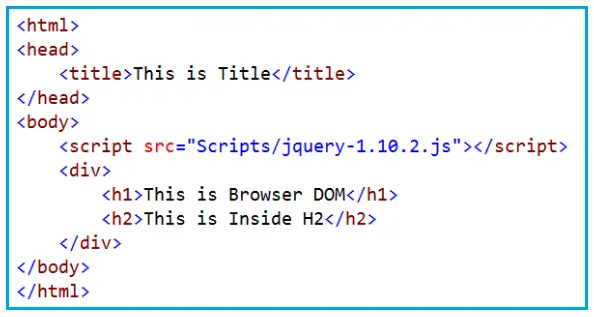 <html>
<head>
    <title>This is Title</title>
</head>
<body>
    <script src="Scripts/jquery-1.10.2.js"></script>
    <div>
        <h1>This is Browser DOM</h1>
        <h2>This is Inside H2</h2>
    </div>
</body>
</html>